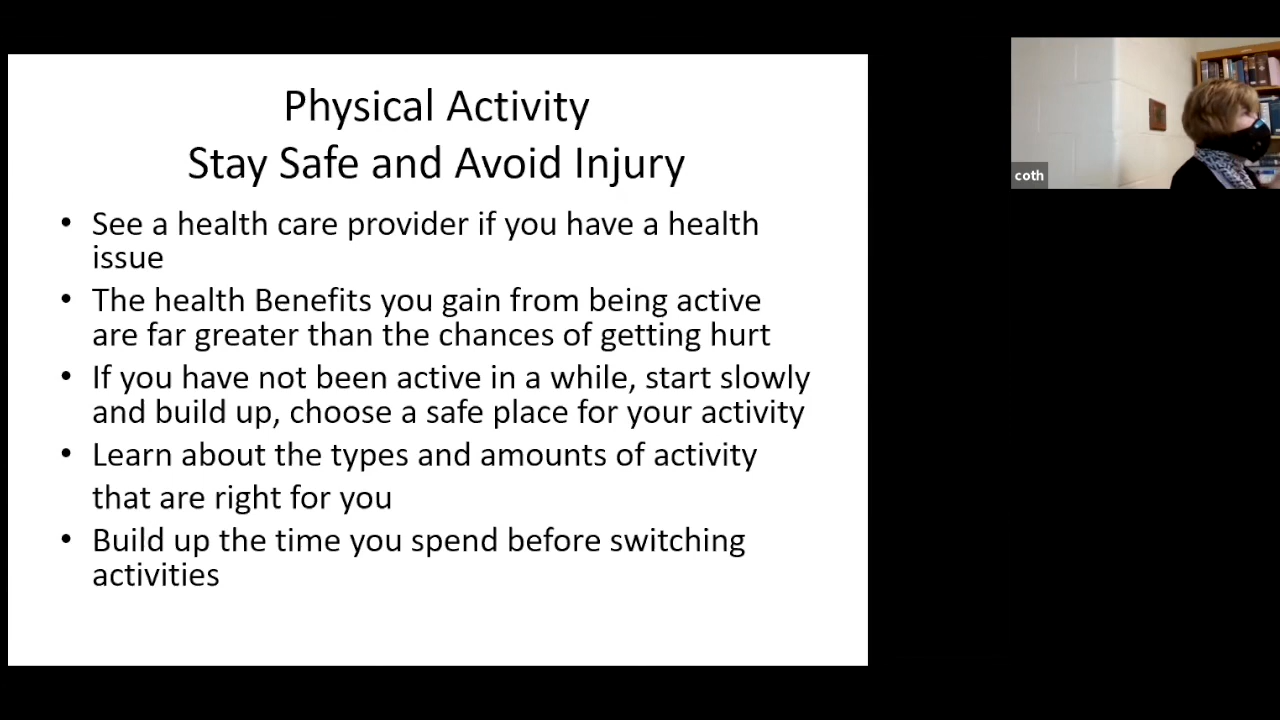 Physical Activity
Stay Safe and Avoid Injury
• See a health care provider if you have a health
issue
• The health Benefits you gain from being active
are far greater than the chances of getting hurt
• If you have not been active in a while, start slowly
and build up, choose a safe place for your activity
• Learn about the types and amounts of activity
that are right for you
• Build up the time you spend before switching
activities
coth